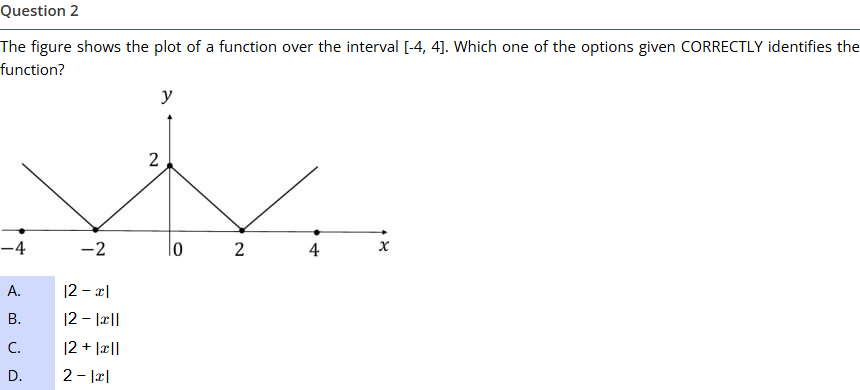 Question 2
The figure shows the plot of a function over the interval [-4, 4]. Which one of the options given CORRECTLY identifies the
function?
y
2
−4 −2 0 2 4 x
A. |2 − x|
B. |2 − |x||
C. |2 + |x||
D. 2 − |x|